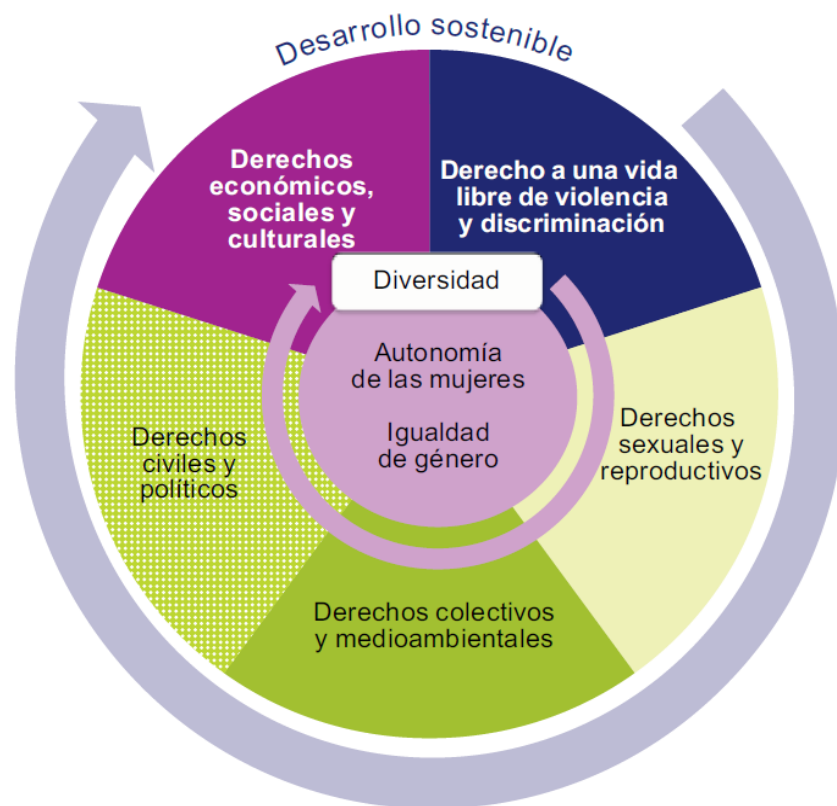 Desarrollo sostenible
Derechos
económicos,
sociales y
culturales
Derecho a una vida
libre de violencia
y discriminación
Diversidad
Autonomía
de las mujeres
Igualdad
de género
Derechos
civiles y
políticos
Derechos
sexuales y
reproductivos
Derechos colectivos
y medioambientales